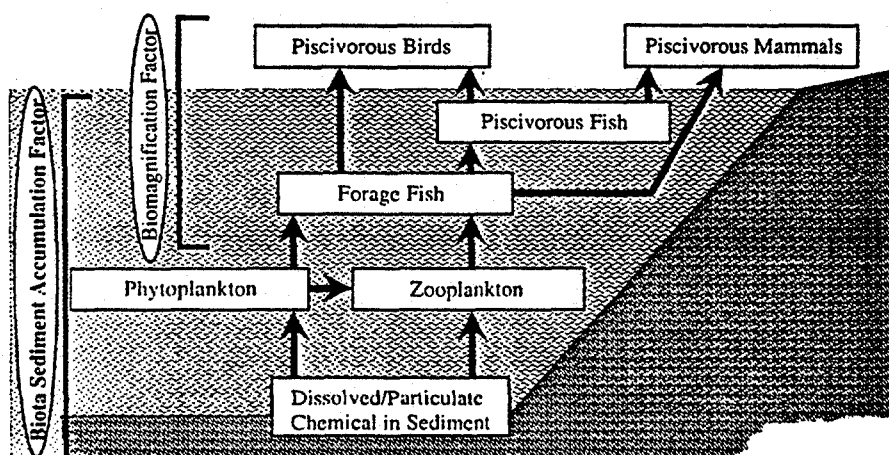 Piscivorous Birds
Piscivorous Mammals
Biomagnification Factor
Piscivorous Fish
Biota Sediment Accumulation Factor
Forage Fish
Phytoplankton
Zooplankton
Dissolved/Particulate
Chemical in Sediment